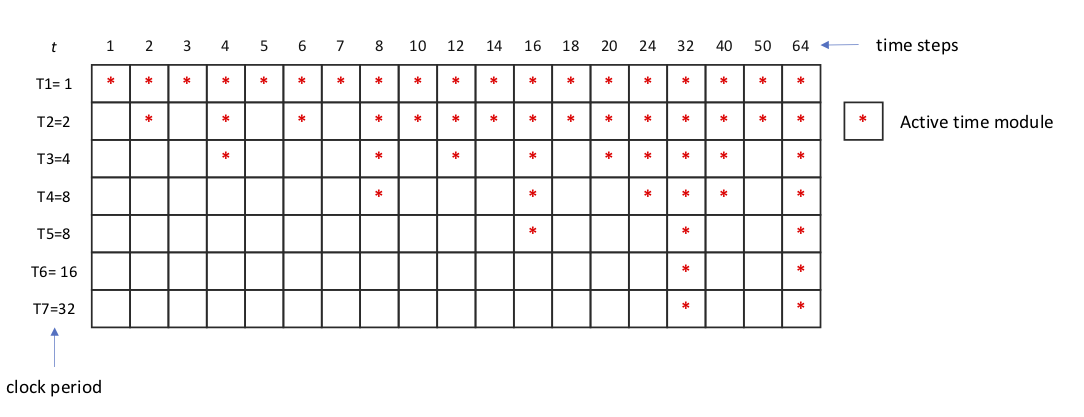 t 1 2 3 4 5 6 7 8 10 12 14 16 18 20 24 32 40 50 64 time steps
T1= 1 * * * * * * * * * * * * * * * * * * *
T2=2 * * * * * * * * * * * * * * * * * Active time module
T3=4 * * * * * * * * *
T4=8 * * * * * *
T5=8 * * *
T6= 16 * *
T7=32 * *
clock period